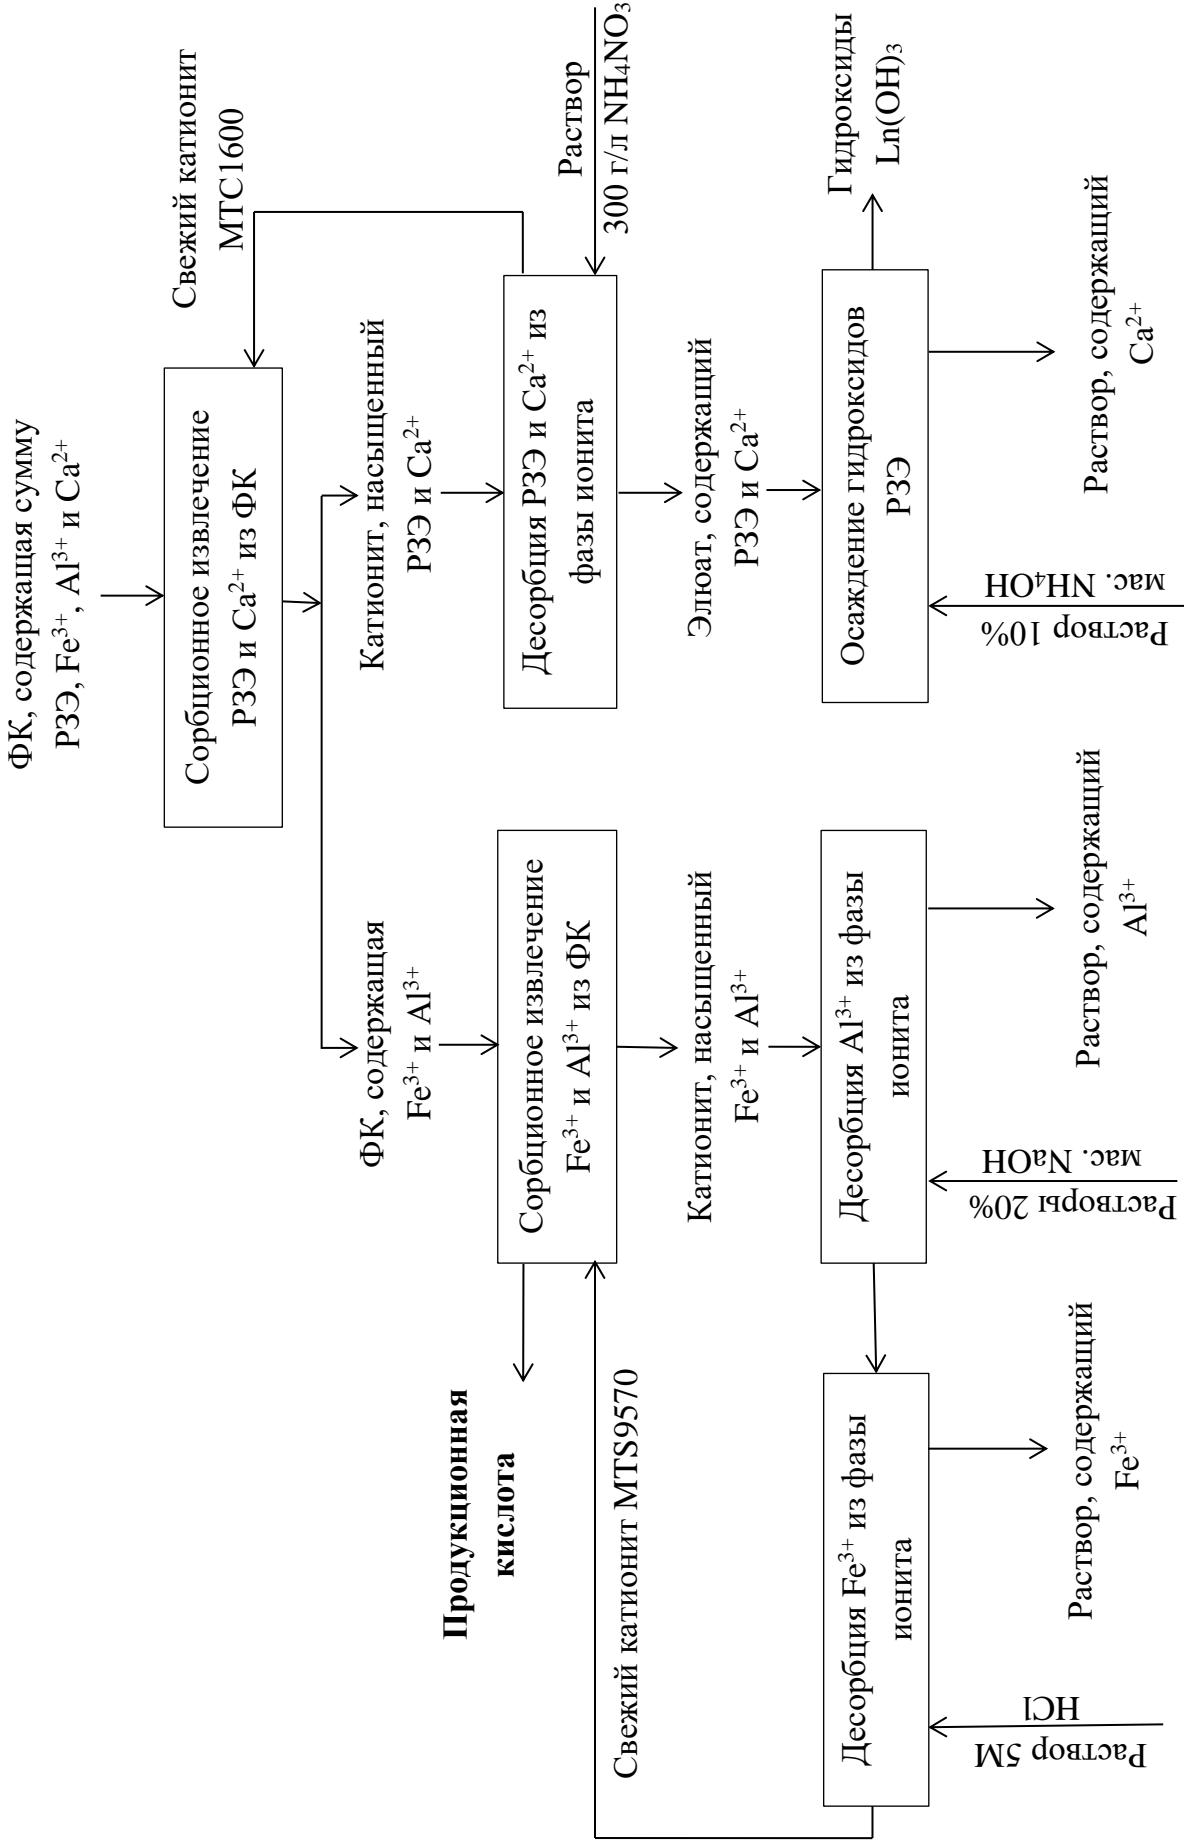 ФК, содержащая сумму
РЗЭ, Fe³⁺, Al³⁺ и Ca²⁺
Сорбционное извлечение
РЗЭ и Ca²⁺ из ФК
Свежий катионит
МТС1600
ФК, содержащая
Fe³⁺ и Al³⁺
Катионит, насыщенный
РЗЭ и Ca²⁺
Продукционная
кислота
Сорбционное извлечение
Fe³⁺ и Al³⁺ из ФК
Десорбция РЗЭ и Ca²⁺ из
фазы ионита
Раствор
300 г/л NH₄NO₃
Свежий катионит MTS9570
Катионит, насыщенный
Fe³⁺ и Al³⁺
Элюат, содержащий
РЗЭ и Ca²⁺
Десорбция Fe³⁺ из фазы
ионита
Десорбция Al³⁺ из фазы
ионита
Осаждение гидроксидов
РЗЭ
Гидроксиды
Ln(OH)₃
Раствор 5М
HCl
Раствор, содержащий
Fe³⁺
Растворы 20%
мас. NaOH
Раствор, содержащий
Al³⁺
Раствор 10%
мас. NH₄OH
Раствор, содержащий
Ca²⁺